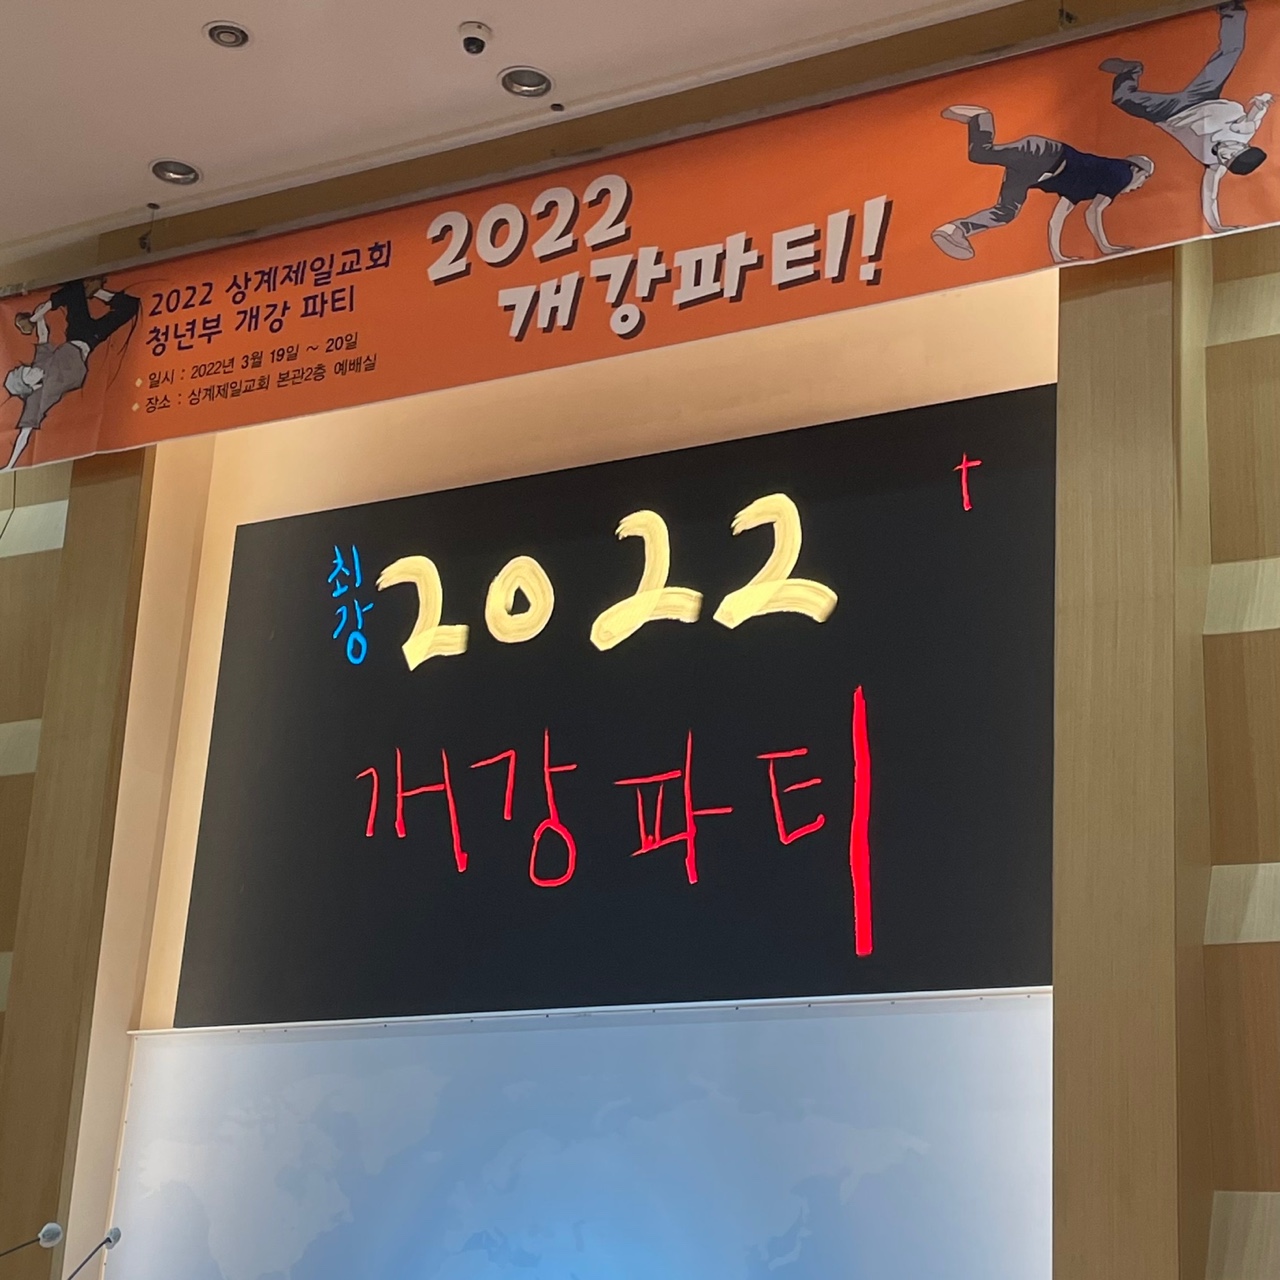 2022 상계제일교회
청년부 개강 파티
일시 : 2022년 3월 19일 ~ 20일
장소 : 상계제일교회 본관2층 예배실
2022
개강파티!
최강
2022
개강파티